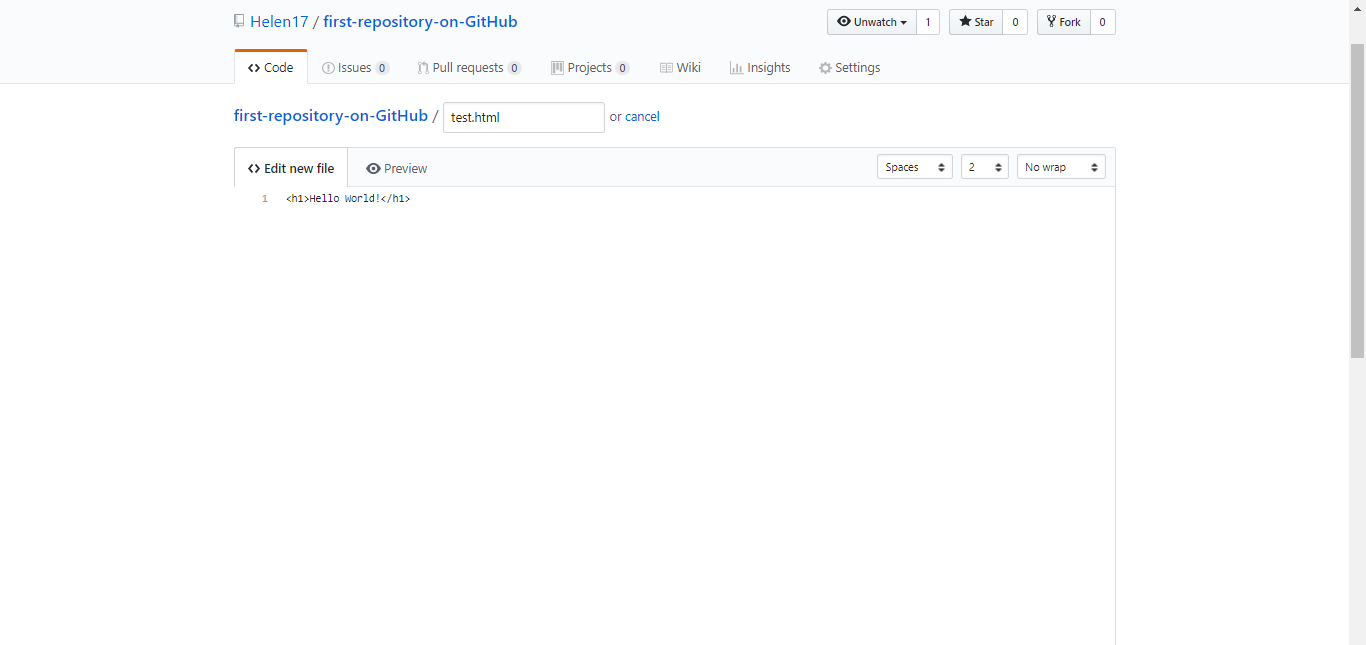 Helen17 / first-repository-on-GitHub Unwatch 1 Star 0 Fork 0
Code Issues 0 Pull requests 0 Projects 0 Wiki Insights Settings
first-repository-on-GitHub / test.html or cancel
Edit new file Preview Spaces 2 No wrap
1 <h1>Hello World!</h1>